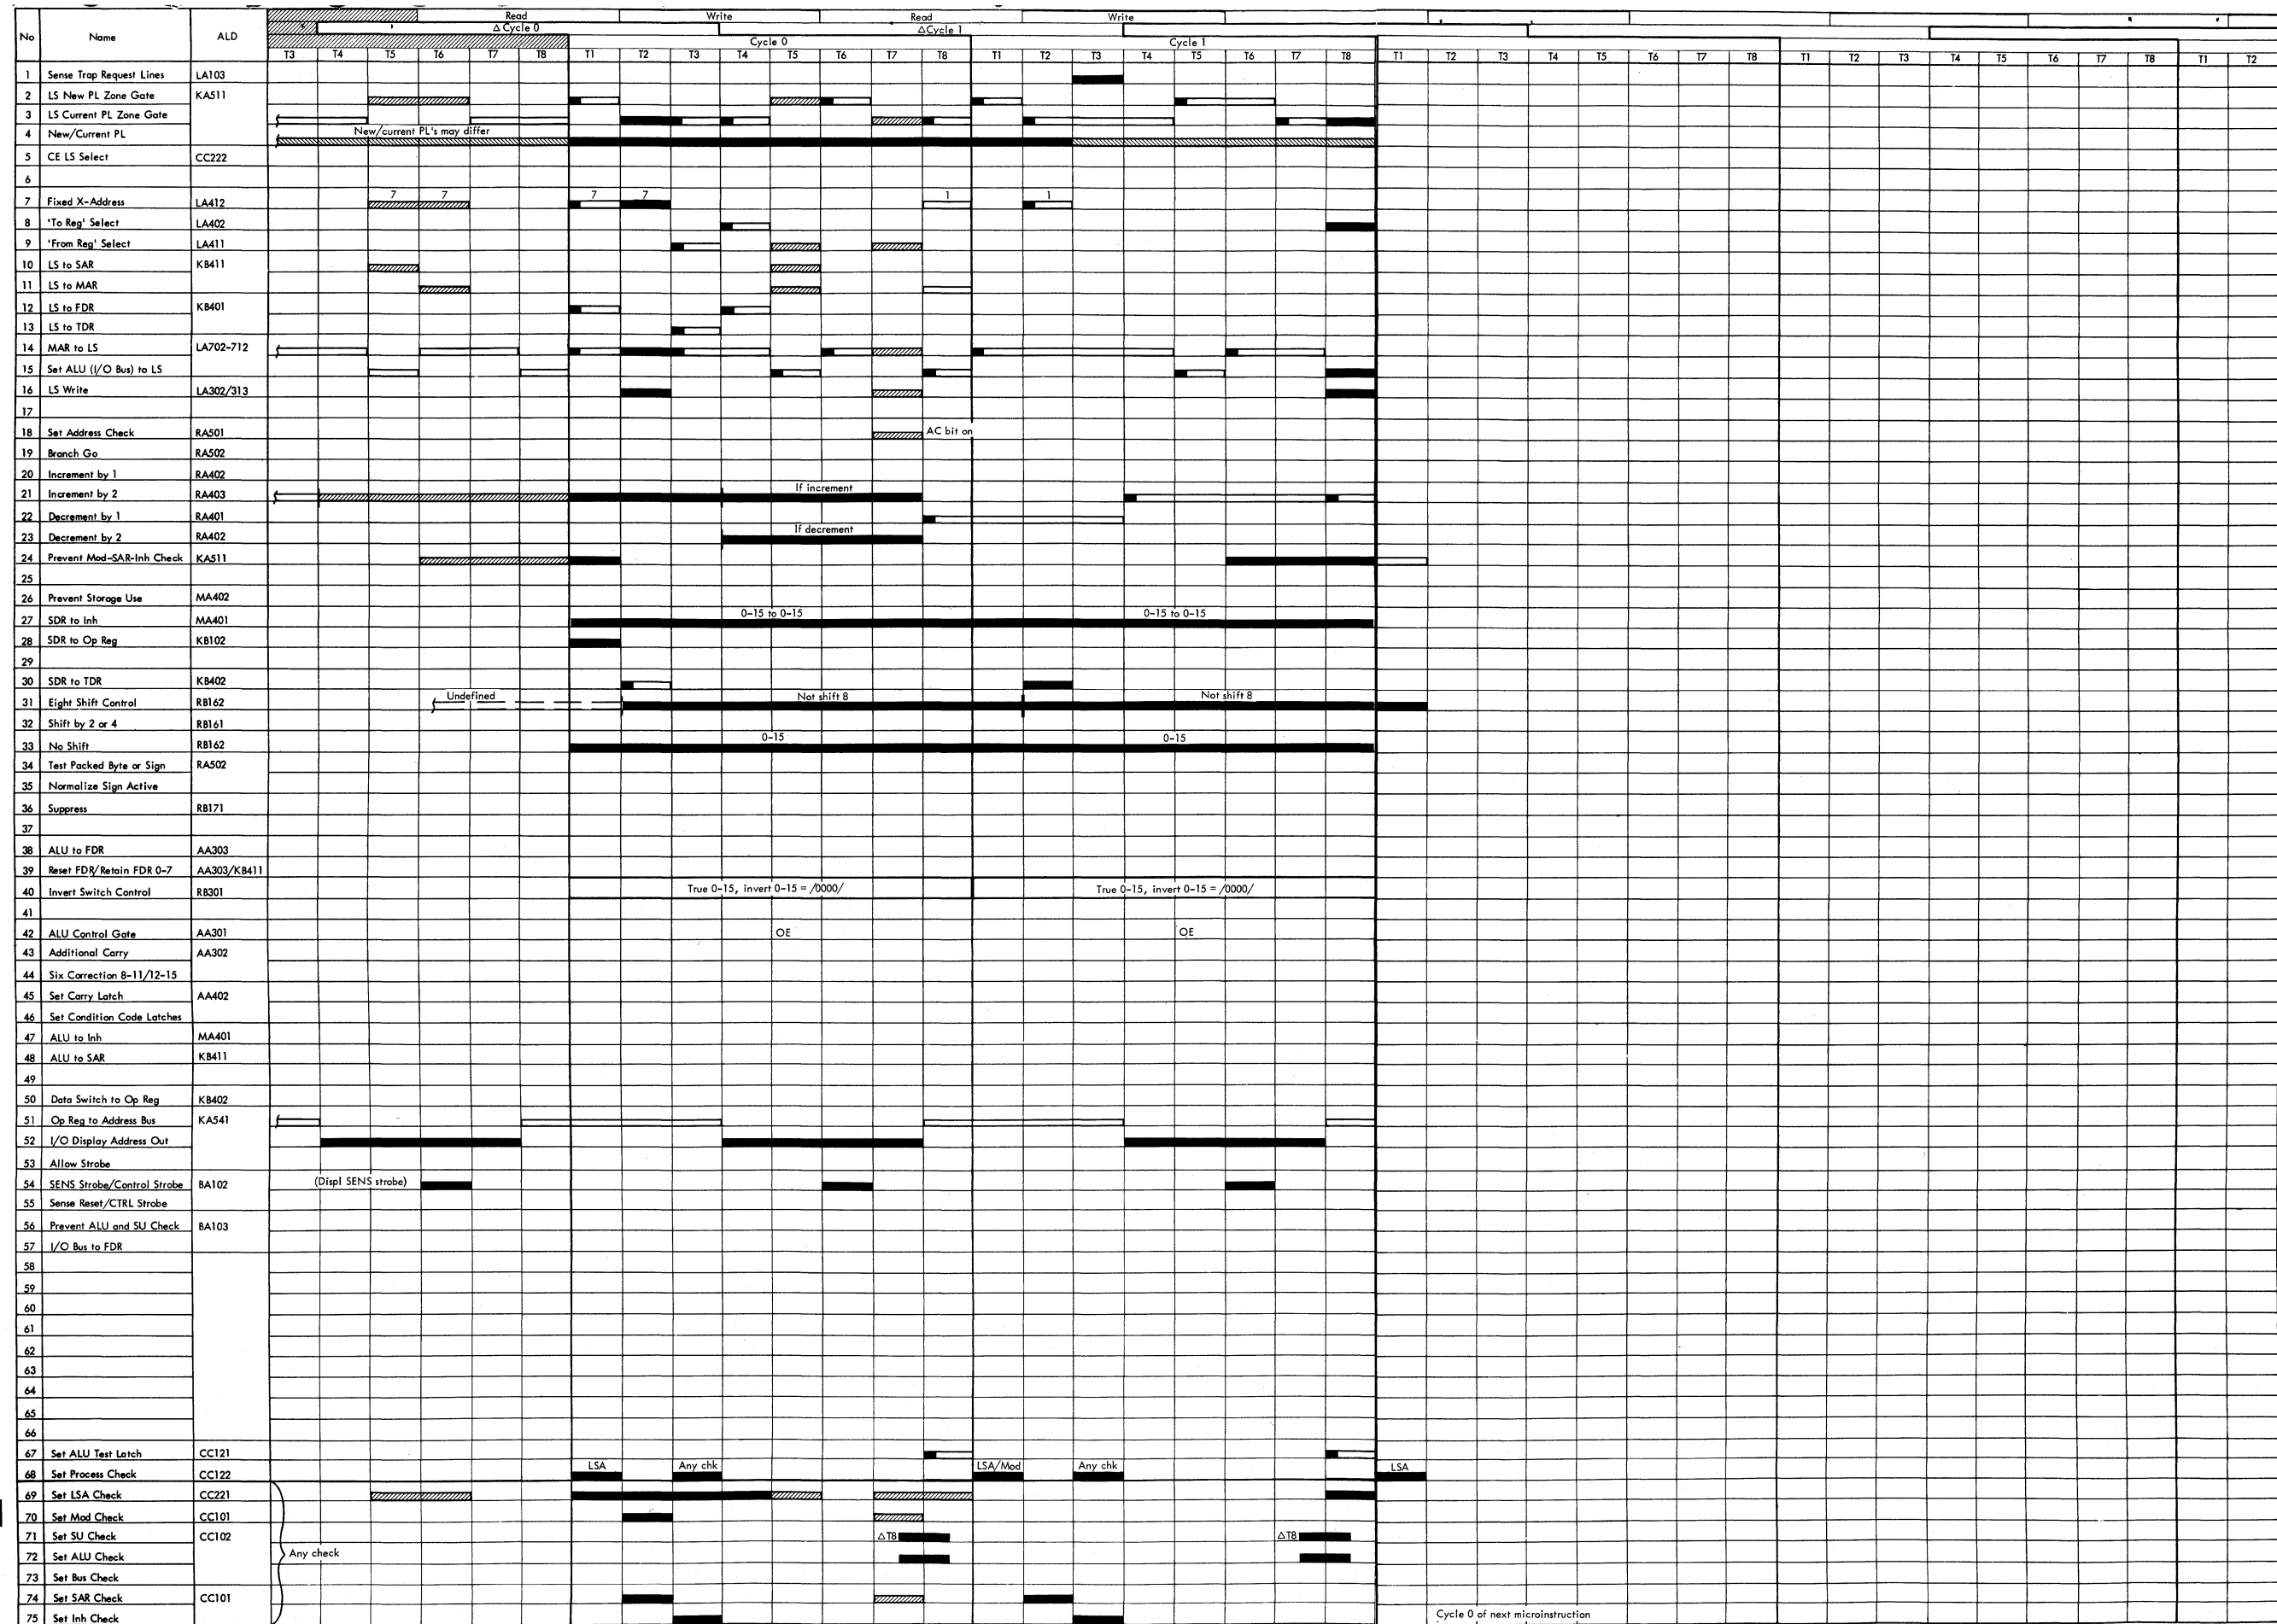 Read Write Read Write
△Cycle 0 △Cycle 1
No Name ALD Cycle 0 Cycle 1
T3 T4 T5 T6 T7 T8 T1 T2 T3 T4 T5 T6 T7 T8 T1 T2 T3 T4 T5 T6 T7 T8 T1 T2 T3 T4 T5 T6 T7 T8 T1 T2 T3 T4 T5 T6 T7 T8 T1 T2
1 Sense Trap Request Lines LA103
2 LS New PL Zone Gate KA511
3 LS Current PL Zone Gate
4 New/Current PL New/current PL's may differ
5 CE LS Select CC222
6
7 Fixed X-Address LA412 7 7 7 7 1 1
8 'To Reg' Select LA402
9 'From Reg' Select LA411
10 LS to SAR KB411
11 LS to MAR
12 LS to FDR KB401
13 LS to TDR
14 MAR to LS LA702-712
15 Set ALU (I/O Bus) to LS
16 LS Write LA302/313
17
18 Set Address Check RA501 AC bit on
19 Branch Go RA502
20 Increment by 1 RA402
21 Increment by 2 RA403 If increment
22 Decrement by 1 RA401
23 Decrement by 2 RA402 If decrement
24 Prevent Mod-SAR-Inh Check KA511
25
26 Prevent Storage Use MA402
27 SDR to Inh MA401 0-15 to 0-15 0-15 to 0-15
28 SDR to Op Reg KB102
29
30 SDR to TDR KB402
31 Eight Shift Control RB162 Undefined Not shift 8 Not shift 8
32 Shift by 2 or 4 RB161
33 No Shift RB162 0-15 0-15
34 Test Packed Byte or Sign RA502
35 Normalize Sign Active
36 Suppress RB171
37
38 ALU to FDR AA303
39 Reset FDR/Retain FDR 0-7 AA303/KB411
40 Invert Switch Control RB301 True 0-15, invert 0-15 = /0000/ True 0-15, invert 0-15 = /0000/
41
42 ALU Control Gate AA301 OE OE
43 Additional Carry AA302
44 Six Correction 8-11/12-15
45 Set Carry Latch AA402
46 Set Condition Code Latches
47 ALU to Inh MA401
48 ALU to SAR KB411
49
50 Data Switch to Op Reg KB402
51 Op Reg to Address Bus KA541
52 I/O Display Address Out
53 Allow Strobe
54 SENS Strobe/Control Strobe BA102 (Displ SENS strobe)
55 Sense Reset/CTRL Strobe
56 Prevent ALU and SU Check BA103
57 I/O Bus to FDR
58
59
60
61
62
63
64
65
66
67 Set ALU Test Latch CC121
68 Set Process Check CC122 LSA Any chk LSA/Mod Any chk LSA
69 Set LSA Check CC221
70 Set Mod Check CC101
71 Set SU Check CC102 △T8 △T8
72 Set ALU Check Any check
73 Set Bus Check
74 Set SAR Check CC101
75 Set Inh Check Cycle 0 of next microinstruction